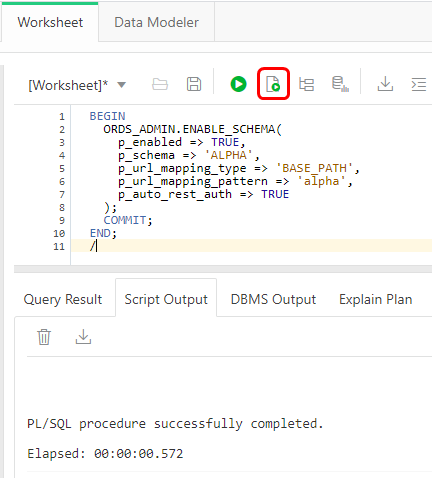 Worksheet Data Modeler
[Worksheet]*
1 BEGIN
2 ORDS_ADMIN.ENABLE_SCHEMA(
3 p_enabled => TRUE,
4 p_schema => 'ALPHA',
5 p_url_mapping_type => 'BASE_PATH',
6 p_url_mapping_pattern => 'alpha',
7 p_auto_rest_auth => TRUE
8 );
9 COMMIT;
10 END;
11 /
Query Result Script Output DBMS Output Explain Plan
PL/SQL procedure successfully completed.
Elapsed: 00:00:00.572